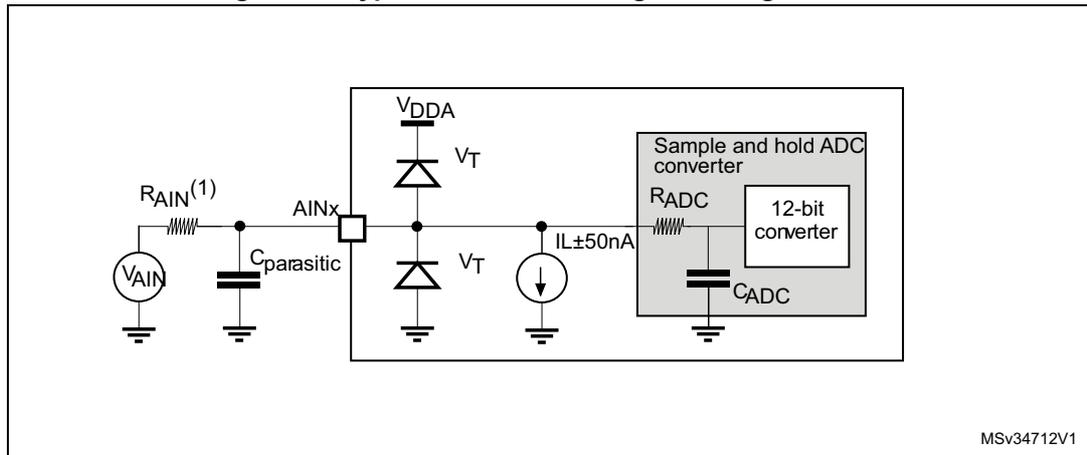 VDDA
Sample and hold ADC
converter
VT
RAIN(1)
AINx
RADC
12-bit
converter
IL±50nA
Cparasitic
VT
VAIN
CADC
MSv34712V1